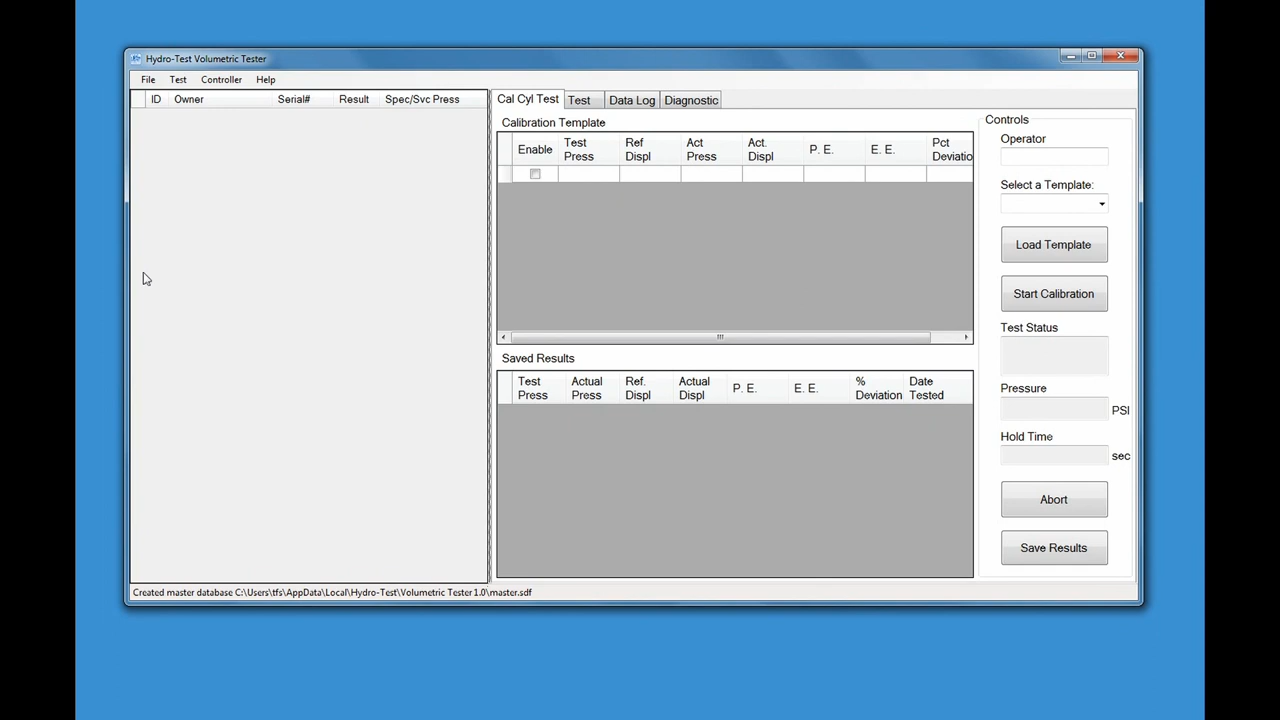 Hydro-Test Volumetric Tester
File Test Controller Help
ID Owner Serial# Result Spec/Svc Press
Cal Cyl Test Test Data Log Diagnostic
Calibration Template
Enable Test Press Ref Displ Act Press Act. Displ P. E. E. E. Pct Deviatio
Saved Results
Test Press Actual Press Ref. Displ Actual Displ P. E. E. E. % Deviation Date Tested
Controls
Operator
Select a Template:
Load Template
Start Calibration
Test Status
Pressure
PSI
Hold Time
sec
Abort
Save Results
Created master database C:\Users\tfs\AppData\Local\Hydro-Test\Volumetric Tester1.0\master.sdf